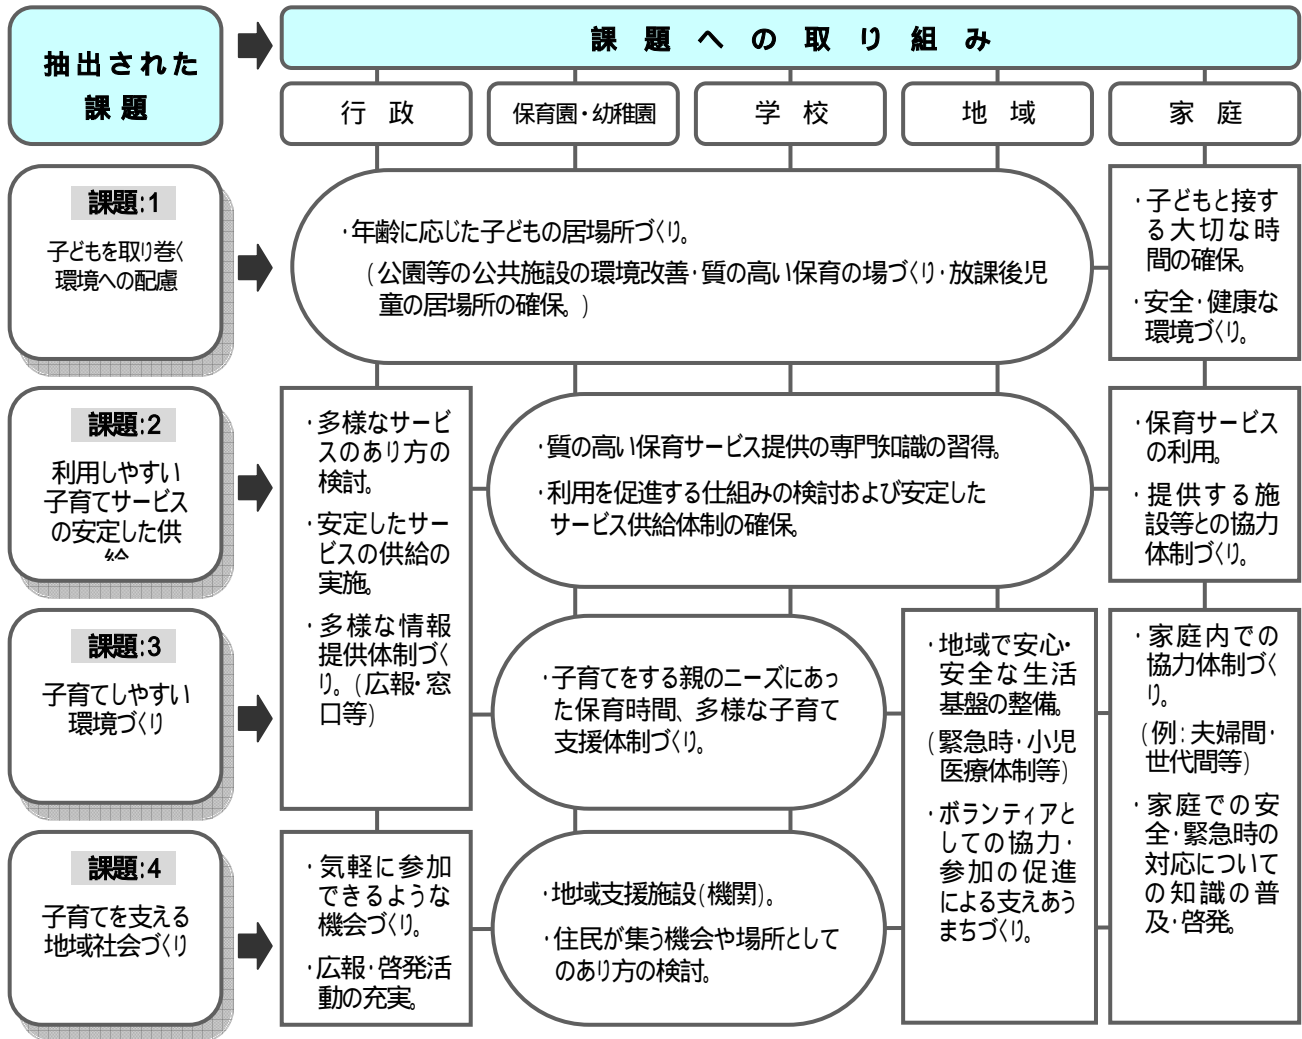 抽出された
課題
課題への取り組み
行政
保育園・幼稚園
学校
地域
家庭
課題:1
子どもを取り巻く
環境への配慮
・年齢に応じた子どもの居場所づくり。
(公園等の公共施設の環境改善・質の高い保育の場づくり・放課後児
童の居場所の確保。)
・子どもと接す
る大切な時
間の確保。
・安全・健康な
環境づくり。
課題:2
利用しやすい
子育てサービス
の安定した供
給
・多様なサービ
スのあり方の
検討。
・安定したサー
ビスの供給の
実施。
・多様な情報
提供体制づく
り。(広報・窓
口等)
・質の高い保育サービス提供の専門知識の習得。
・利用を促進する仕組みの検討および安定した
サービス供給体制の確保。
・保育サービス
の利用。
・提供する施
設等との協力
体制づくり。
課題:3
子育てしやすい
環境づくり
・子育てをする親のニーズにあっ
た保育時間、多様な子育て
支援体制づくり。
・地域で安心・
安全な生活
基盤の整備。
(緊急時・小児
医療体制等)
・ボランティアと
しての協力・
参加の促進
による支えあう
まちづくり。
・家庭内での
協力体制づく
り。
(例:夫婦間・
世代間等)
・家庭での安
全・緊急時の
対応について
の知識の普
及・啓発。
課題:4
子育てを支える
地域社会づくり
・気軽に参加
できるような
機会づくり。
・広報・啓発活
動の充実。
・地域支援施設(機関)。
・住民が集う機会や場所として
のあり方の検討。